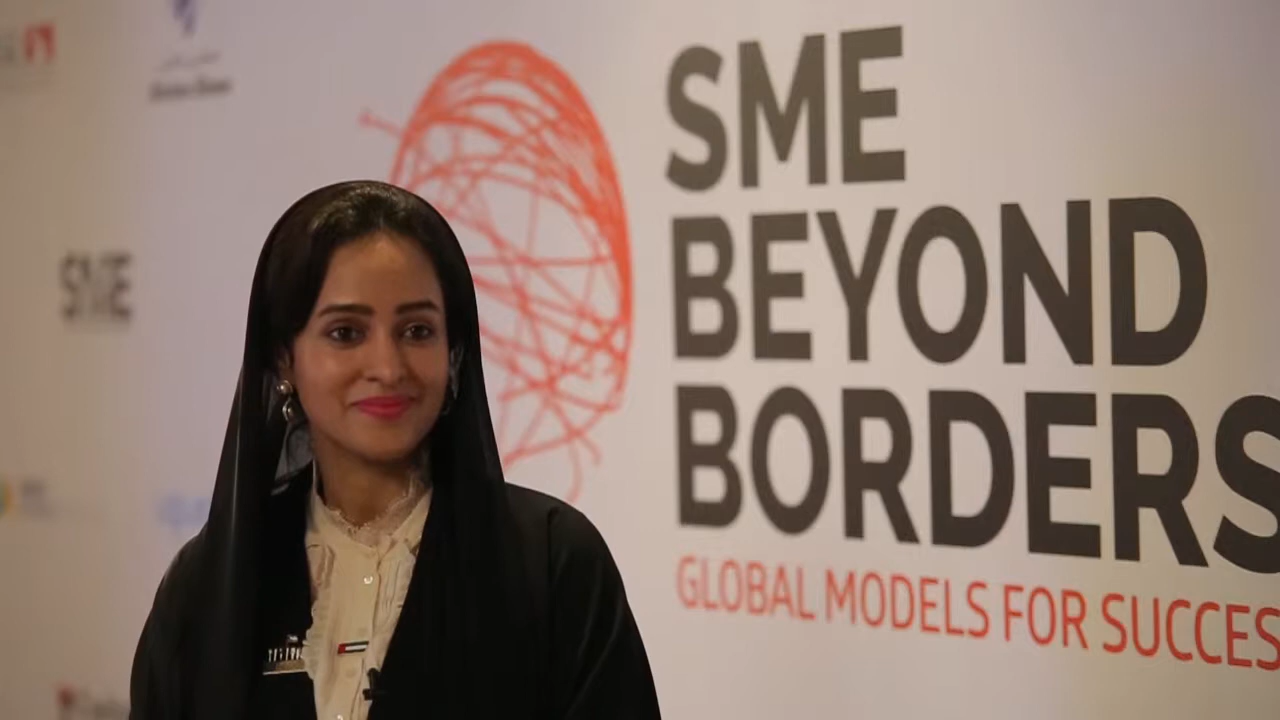 SME
SME
BEYOND
BORDERS
GLOBAL MODELS FOR SUCCES